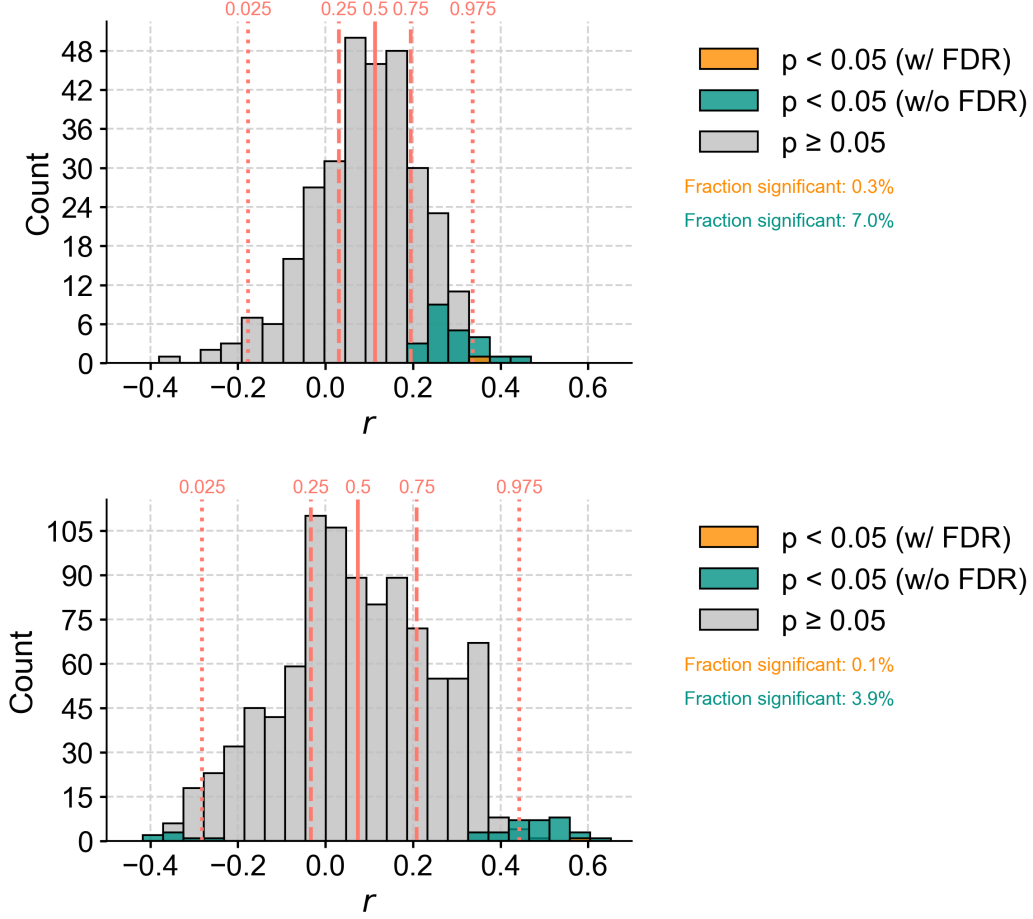 0.025 0.25 0.5 0.75 0.975
48
42
36
30
24
18
12
6
0
Count
−0.4 −0.2 0.0 0.2 0.4 0.6
r
p < 0.05 (w/ FDR)
p < 0.05 (w/o FDR)
p ≥ 0.05
Fraction significant: 0.3%
Fraction significant: 7.0%
0.025 0.25 0.5 0.75 0.975
105
90
75
60
45
30
15
0
Count
−0.4 −0.2 0.0 0.2 0.4 0.6
r
p < 0.05 (w/ FDR)
p < 0.05 (w/o FDR)
p ≥ 0.05
Fraction significant: 0.1%
Fraction significant: 3.9%